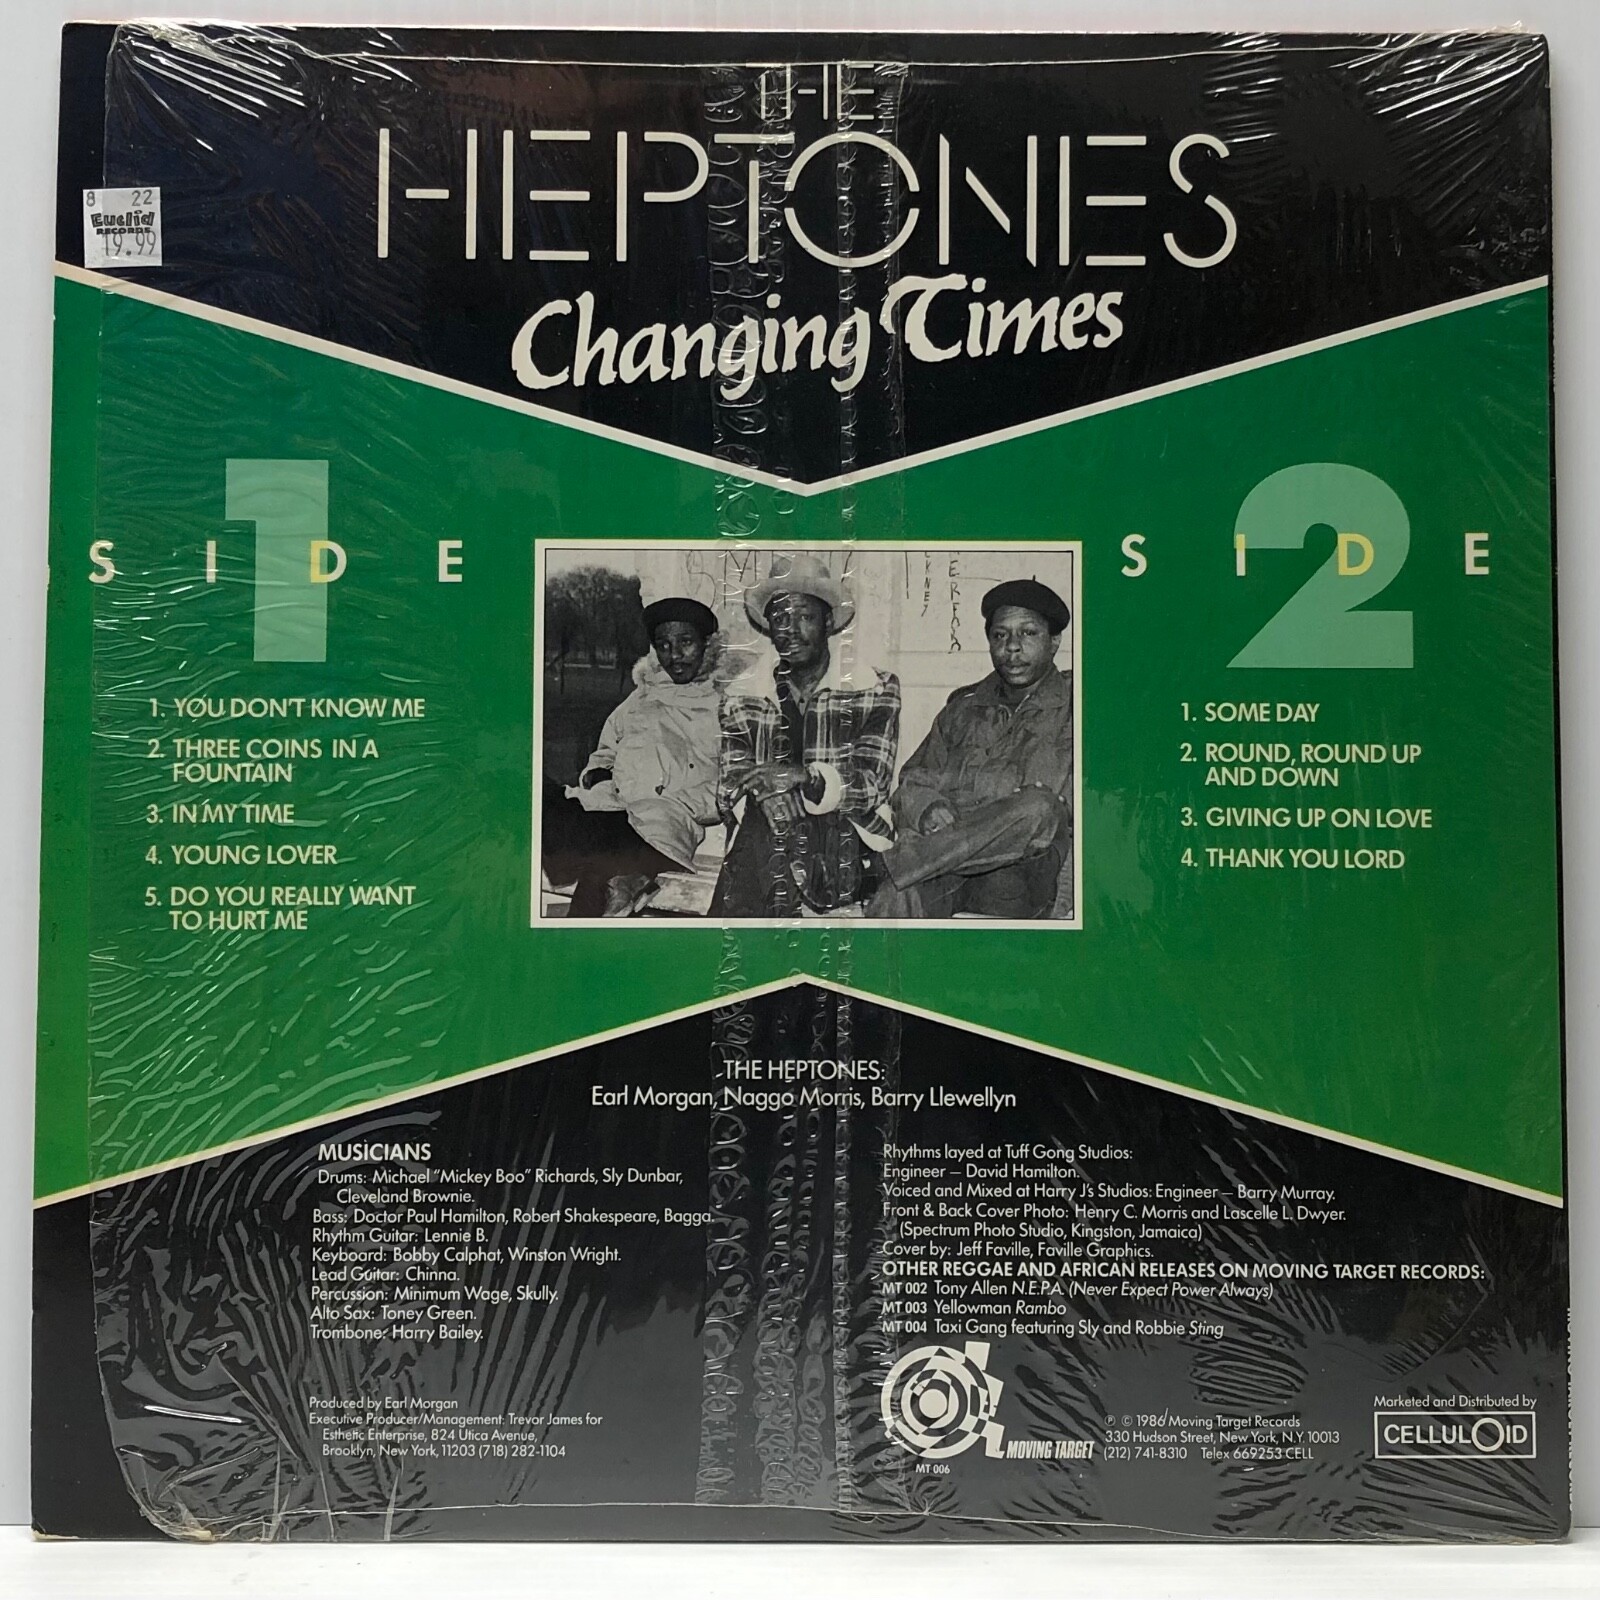 THE
HEPTONES
Changing Times
8 22
Euclid
RECORDS
19.99
SIDE
1
1. YOU DON'T KNOW ME
2. THREE COINS IN A
FOUNTAIN
3. IN MY TIME
4. YOUNG LOVER
5. DO YOU REALLY WANT
TO HURT ME
SIDE
2
1. SOME DAY
2. ROUND, ROUND UP
AND DOWN
3. GIVING UP ON LOVE
4. THANK YOU LORD
THE HEPTONES:
Earl Morgan, Naggo Morris, Barry Llewellyn
MUSICIANS
Drums: Michael "Mickey Boo" Richards, Sly Dunbar,
Cleveland Brownie.
Bass: Doctor Paul Hamilton, Robert Shakespeare, Bagga.
Rhythm Guitar: Lennie B.
Keyboard: Bobby Calphat, Winston Wright.
Lead Guitar: Chinna.
Percussion: Minimum Wage, Skully.
Alto Sax: Toney Green.
Trombone: Harry Bailey.
Produced by Earl Morgan
Executive Producer/Management: Trevor James for
Esthetic Enterprise, 824 Utica Avenue,
Brooklyn, New York, 11203 (718) 282-1104
Rhythms layed at Tuff Gong Studios:
Engineer — David Hamilton.
Voiced and Mixed at Harry J's Studios: Engineer — Barry Murray.
Front & Back Cover Photo: Henry C. Morris and Lascelle L. Dwyer.
(Spectrum Photo Studio, Kingston, Jamaica)
Cover by: Jeff Faville, Faville Graphics.
OTHER REGGAE AND AFRICAN RELEASES ON MOVING TARGET RECORDS:
MT 002 Tony Allen N.E.P.A. (Never Expect Power Always)
MT 003 Yellowman Rambo
MT 004 Taxi Gang featuring Sly and Robbie Sting
MOVING TARGET
MT 006
℗ © 1986 Moving Target Records
330 Hudson Street, New York, N.Y. 10013
(212) 741-8310 Telex 669253 CELL
Marketed and Distributed by
CELLULOID